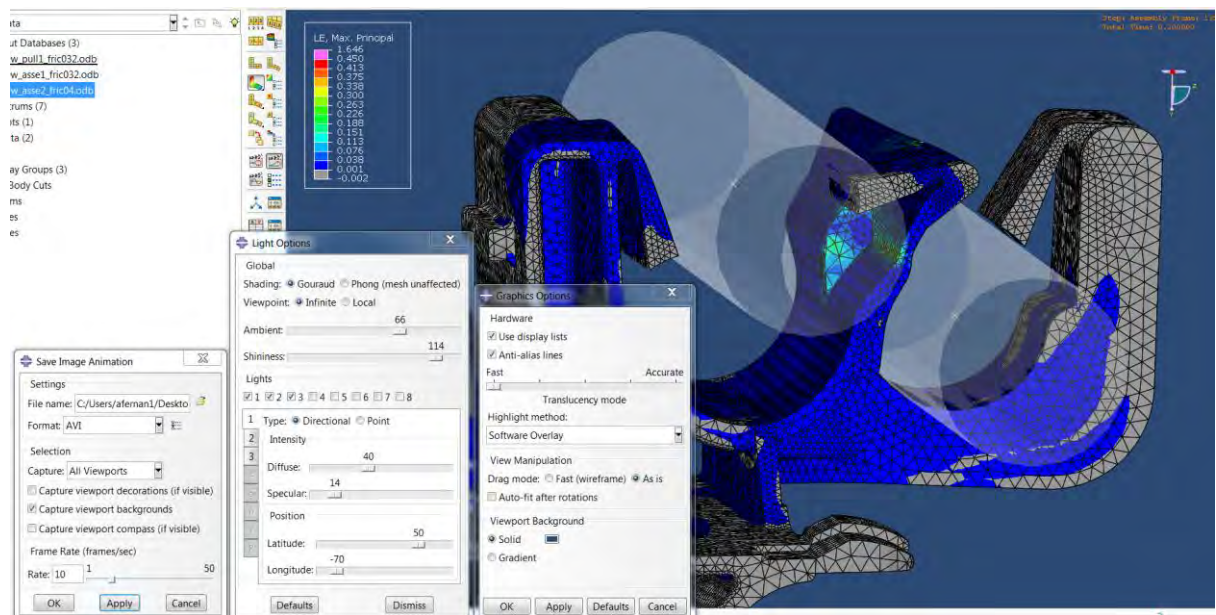 ata
ut Databases (3)
w_pull1_fric032.odb
w_asse1_fric032.odb
w_asse2_fric04.odb
trums (7)
nts (1)
ta (2)
ay Groups (3)
Body Cuts
ms
es
es
LE, Max. Principal
1.646
0.450
0.413
0.375
0.338
0.300
0.263
0.226
0.188
0.151
0.113
0.076
0.038
0.001
-0.002
Step: Assembly Frame:
Total Time: 0.200000
Save Image Animation
Settings
File name: C:/Users/afeman1/Deskto
Format: AVI
Selection
Capture: All Viewports
Capture viewport decorations (if visible)
Capture viewport backgrounds
Capture viewport compass (if visible)
Frame Rate (frames/sec)
Rate: 10 1 50
OK Apply Cancel
Light Options
Global
Shading: Gouraud Phong (mesh unaffected)
Viewpoint: Infinite Local
66
Ambient:
114
Shininess:
Lights
1 2 3 4 5 6 7 8
1 Type: Directional Point
2 Intensity
3
40
Diffuse:
14
Specular:
Position
50
Latitude:
-70
Longitude:
Defaults Dismiss
Graphics Options
Hardware
Use display lists
Anti-alias lines
Fast Accurate
Translucency mode
Highlight method:
Software Overlay
View Manipulation
Drag mode: Fast (wireframe) As is
Auto-fit after rotations
Viewport Background
Solid
Gradient
OK Apply Defaults Cancel